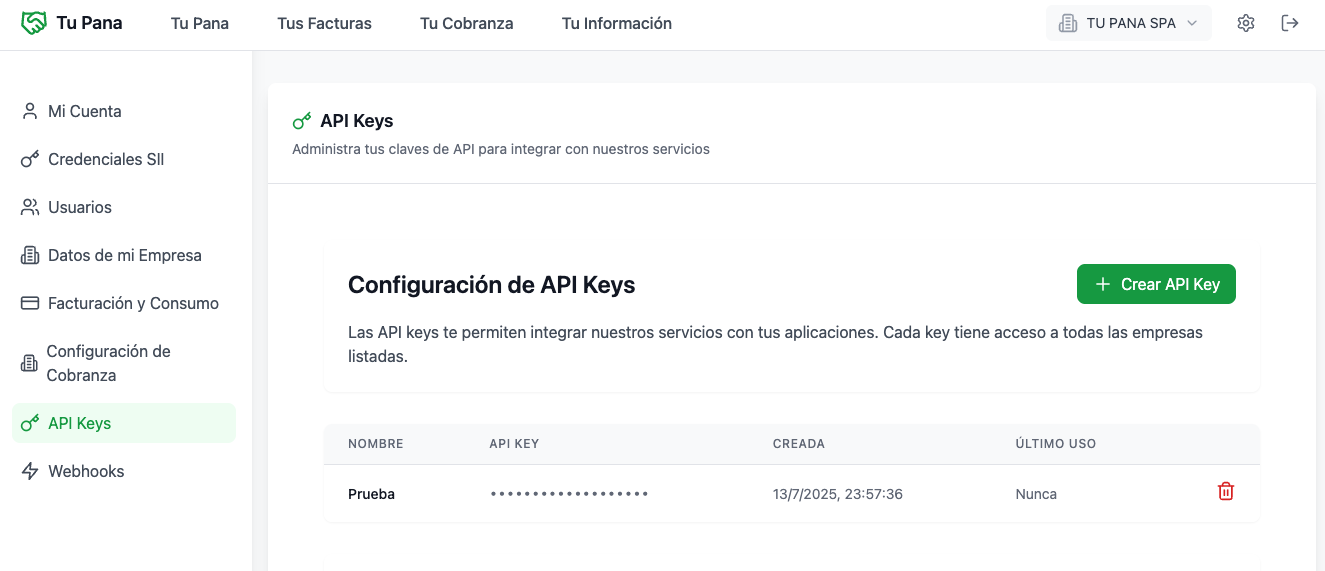 Tu Pana
Tu Pana
Tus Facturas
Tu Cobranza
Tu Información
TU PANA SPA
Mi Cuenta
Credenciales SII
Usuarios
Datos de mi Empresa
Facturación y Consumo
Configuración de
Cobranza
API Keys
Webhooks
API Keys
Administra tus claves de API para integrar con nuestros servicios
Configuración de API Keys
+ Crear API Key
Las API keys te permiten integrar nuestros servicios con tus aplicaciones. Cada key tiene acceso a todas las empresas
listadas.
NOMBRE API KEY CREADA ÚLTIMO USO
Prueba ••••••••••••••••••• 13/7/2025, 23:57:36 Nunca